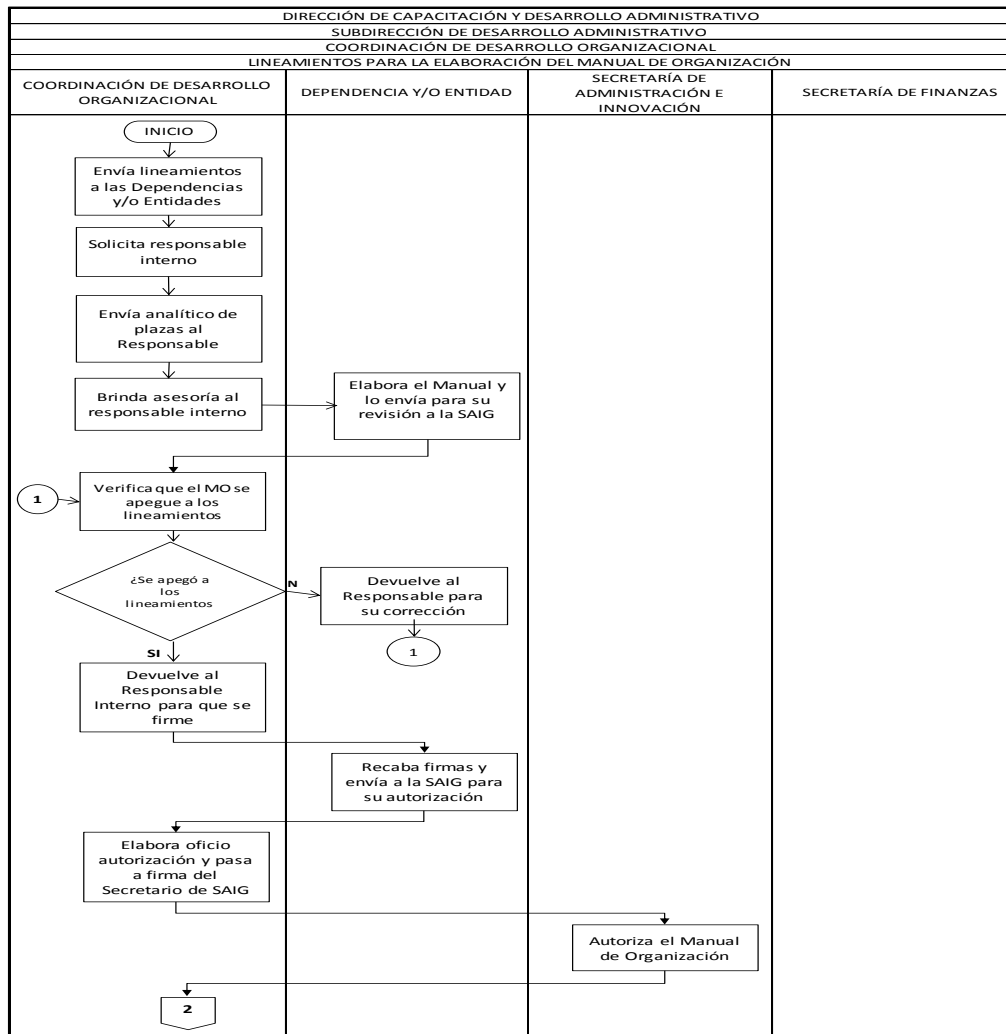 DIRECCIÓN DE CAPACITACIÓN Y DESARROLLO ADMINISTRATIVO
SUBDIRECCIÓN DE DESARROLLO ADMINISTRATIVO
COORDINACIÓN DE DESARROLLO ORGANIZACIONAL
LINEAMIENTOS PARA LA ELABORACIÓN DEL MANUAL DE ORGANIZACIÓN
COORDINACIÓN DE DESARROLLO
ORGANIZACIONAL
DEPENDENCIA Y/O ENTIDAD
SECRETARÍA DE
ADMINISTRACIÓN E
INNOVACIÓN
SECRETARÍA DE FINANZAS
INICIO
Envía lineamientos
a las Dependencias
y/o Entidades
Solicita responsable
interno
Envía analítico de
plazas al
Responsable
Brinda asesoría al
responsable interno
Elabora el Manual y
lo envía para su
revisión a la SAIG
1
Verifica que el MO se
apegue a los
lineamientos
¿Se apegó a
los
lineamientos
N
Devuelve al
Responsable para
su corrección
1
SI
Devuelve al
Responsable
Interno para que se
firme
Recaba firmas y
envía a la SAIG para
su autorización
Elabora oficio
autorización y pasa
a firma del
Secretario de SAIG
Autoriza el Manual
de Organización
2